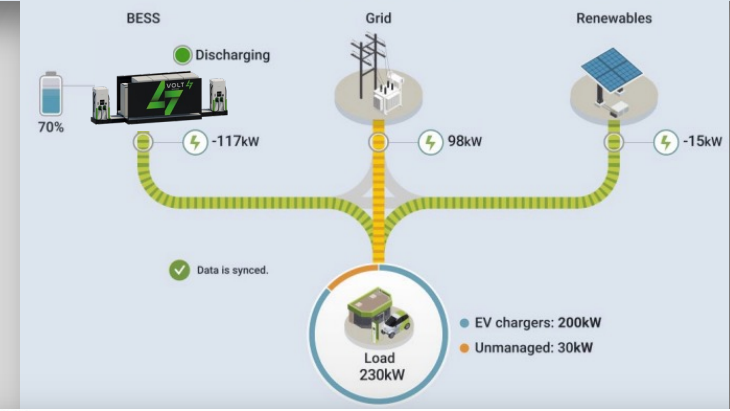 BESS
Grid
Renewables
Discharging
VOLT
70%
-117kW
98kW
-15kW
Data is synced.
EV chargers: 200kW
Unmanaged: 30kW
Load
230kW